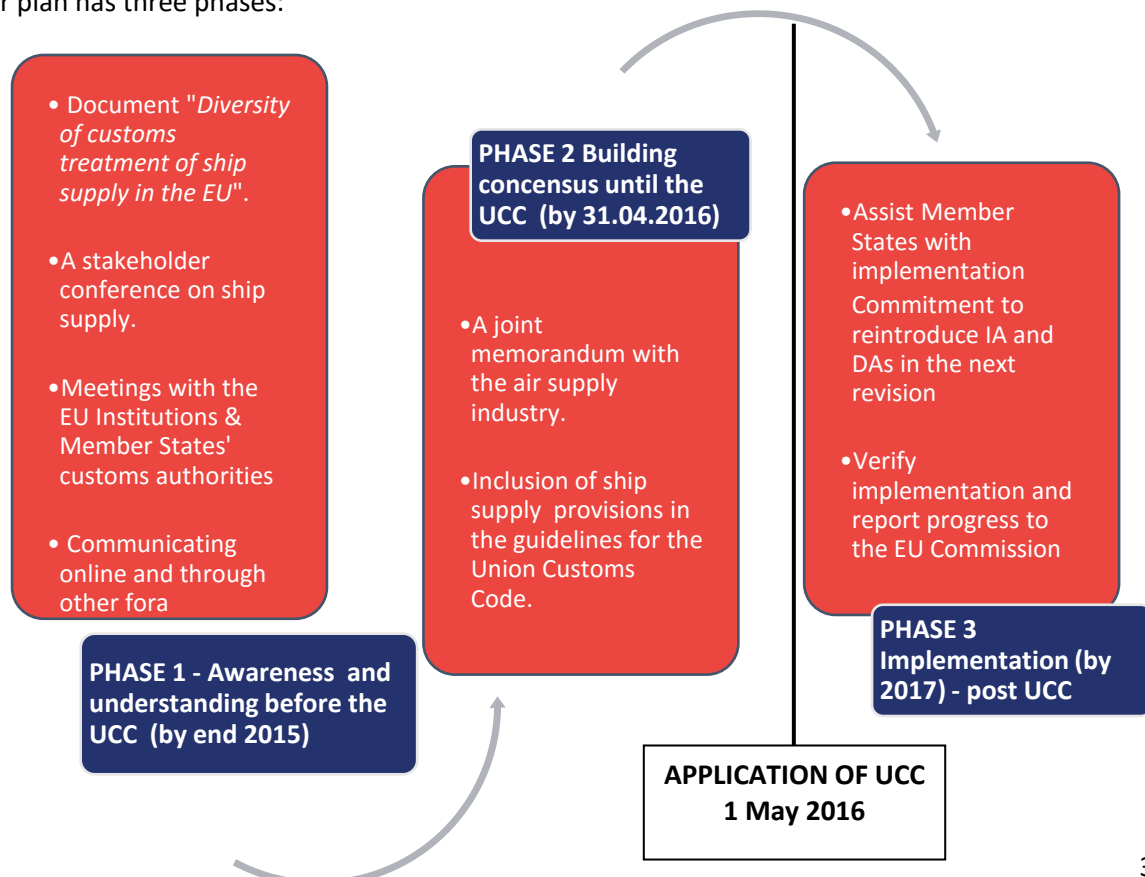 r plan has three phases:
• Document "Diversity
of customs
treatment of ship
supply in the EU".
•A stakeholder
conference on ship
supply.
•Meetings with the
EU Institutions &
Member States'
customs authorities
• Communicating
online and through
other fora
PHASE 1 - Awareness and
understanding before the
UCC (by end 2015)
PHASE 2 Building
concensus until the
UCC (by 31.04.2016)
•A joint
memorandum with
the air supply
industry.
•Inclusion of ship
supply provisions in
the guidelines for the
Union Customs
Code.
•Assist Member
States with
implementation
Commitment to
reintroduce IA and
DAs in the next
revision
•Verify
implementation and
report progress to
the EU Commission
PHASE 3
Implementation (by
2017) - post UCC
APPLICATION OF UCC
1 May 2016
3